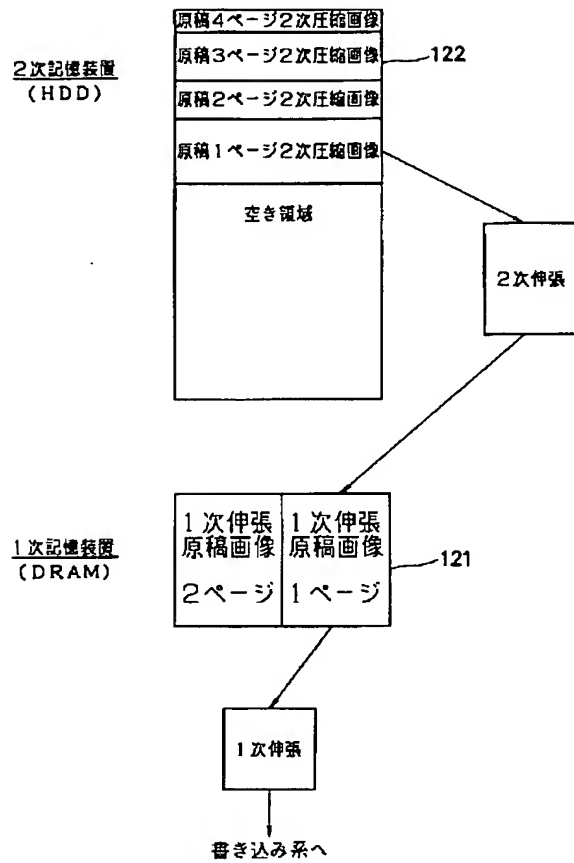 原稿4ページ2次圧縮画像
原稿3ページ2次圧縮画像
122
2次記憶装置
(HDD)
原稿2ページ2次圧縮画像
原稿1ページ2次圧縮画像
空き領域
2次伸張
1次記憶装置
(DRAM)
1次伸張
原稿画像
2ページ
1次伸張
原稿画像
1ページ
121
1次伸張
書き込み系へ